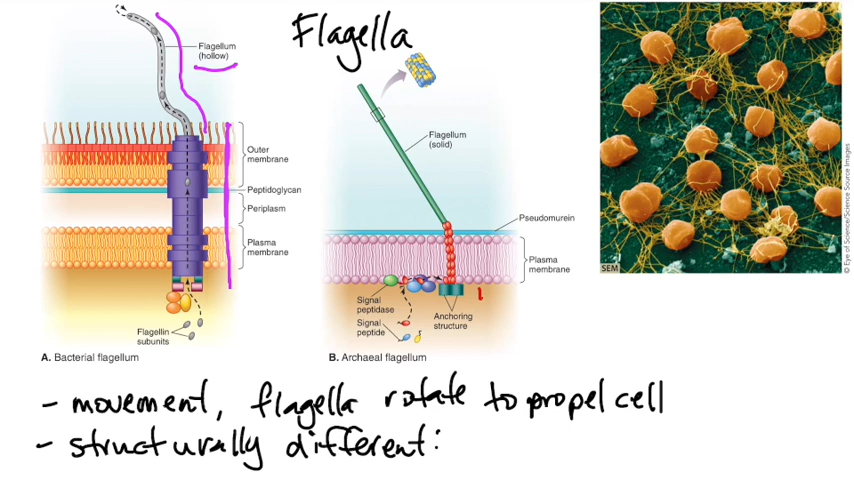 Flagella
Flagellum
(hollow)
Outer
membrane
Peptidoglycan
Periplasm
Plasma
membrane
Flagellin
subunits
A. Bacterial flagellum
Flagellum
(solid)
Pseudomurein
Plasma
membrane
Signal
peptidase
Signal
peptide
Anchoring
structure
B. Archaeal flagellum
SEM
© Eye of Science/Science Source Images
- movement, flagella rotate to propel cell
- structurally different: